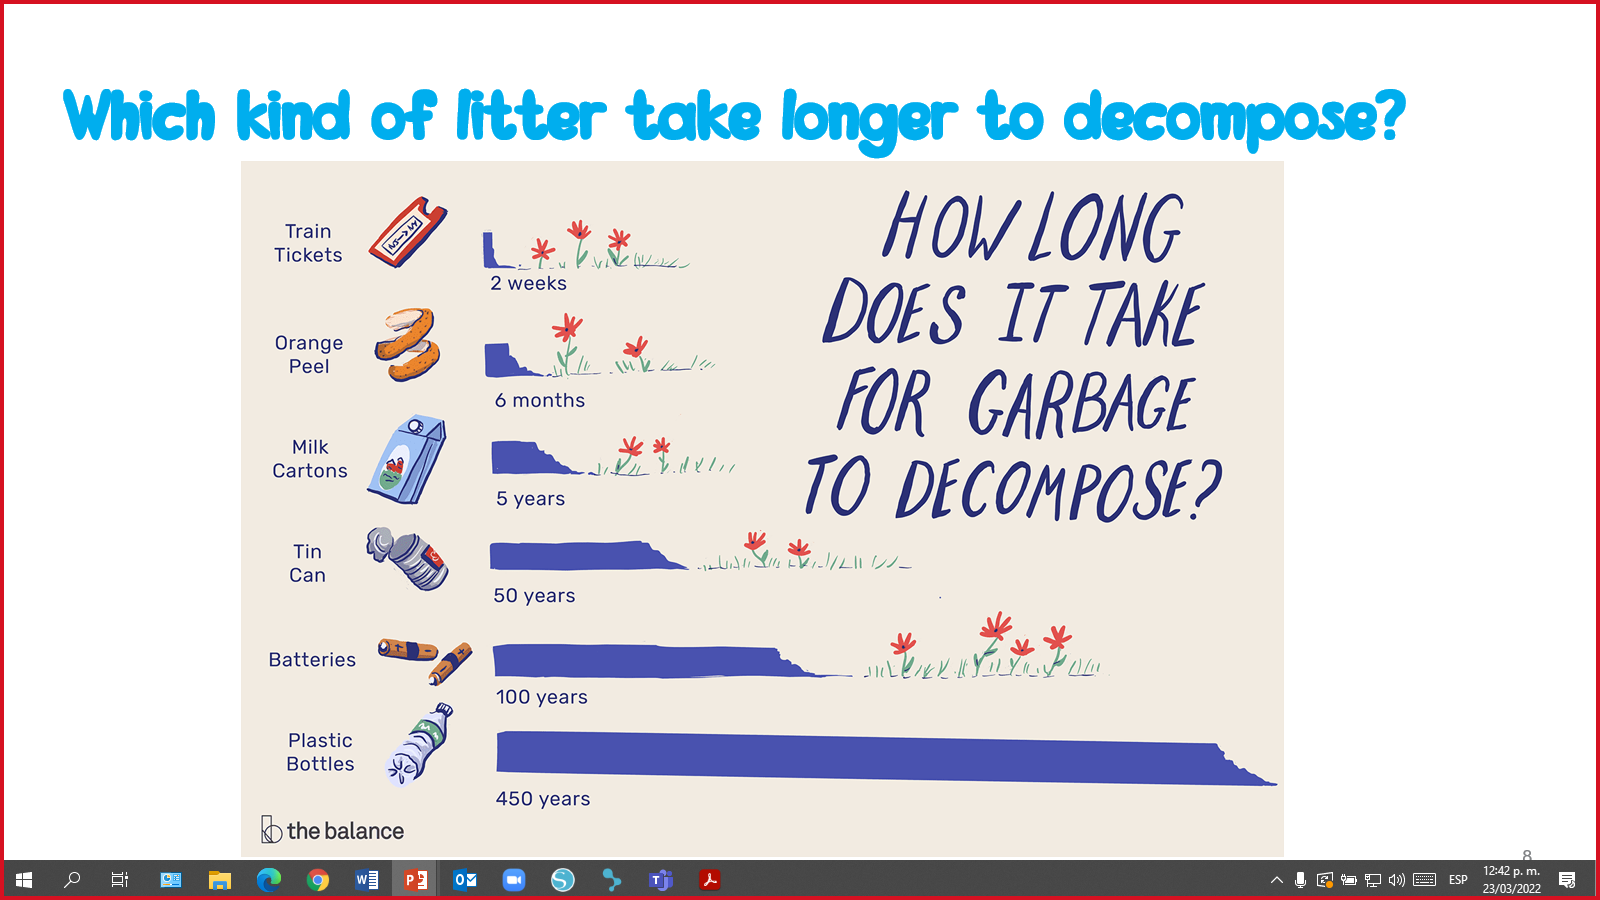 Which kind of litter take longer to decompose?
HOW LONG
DOES IT TAKE
FOR GARBAGE
TO DECOMPOSE?
Train
Tickets
2 weeks
Orange
Peel
6 months
Milk
Cartons
5 years
Tin
Can
50 years
Batteries
100 years
Plastic
Bottles
450 years
the balance
8
ESP
12:42 p. m.
23/03/2022